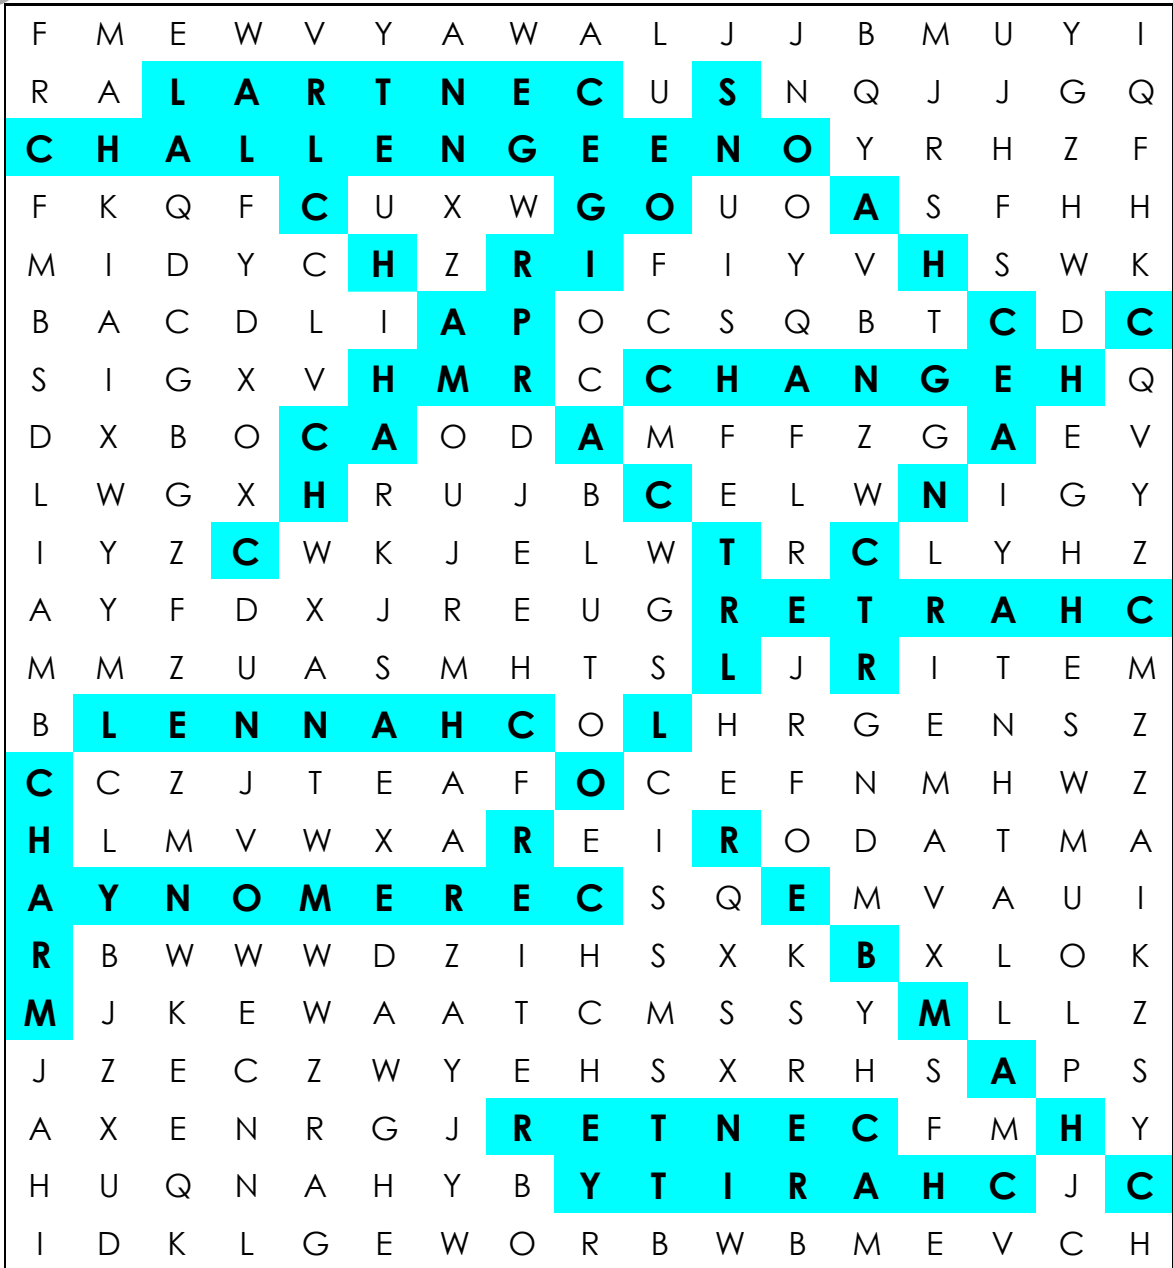 F M E W V Y A W A L J J B M U Y I
R A L A R T N E C U S N Q J J G Q
C H A L L E N G E E N O Y R H Z F
F K Q F C U X W G O U O A S F H H
M I D Y C H Z R I F I Y V H S W K
B A C D L I A P O C S Q B T C D C
S I G X V H M R C C H A N G E H Q
D X B O C A O D A M F F Z G A E V
L W G X H R U J B C E L W N I G Y
I Y Z C W K J E L W T R C L Y H Z
A Y F D X J R E U G R E T R A H C
M M Z U A S M H T S L J R I T E M
B L E N N A H C O L H R G E N S Z
C C Z J T E A F O C E F N M H W Z
H L M V W X A R E I R O D A T M A
A Y N O M E R E C S Q E M V A U I
R B W W W D Z I H S X K B X L O K
M J K E W A A T C M S S Y M L L Z
J Z E C Z W Y E H S X R H S A P S
A X E N R G J R E T N E C F M H Y
H U Q N A H Y B Y T I R A H C J C
I D K L G E W O R B W B M E V C H